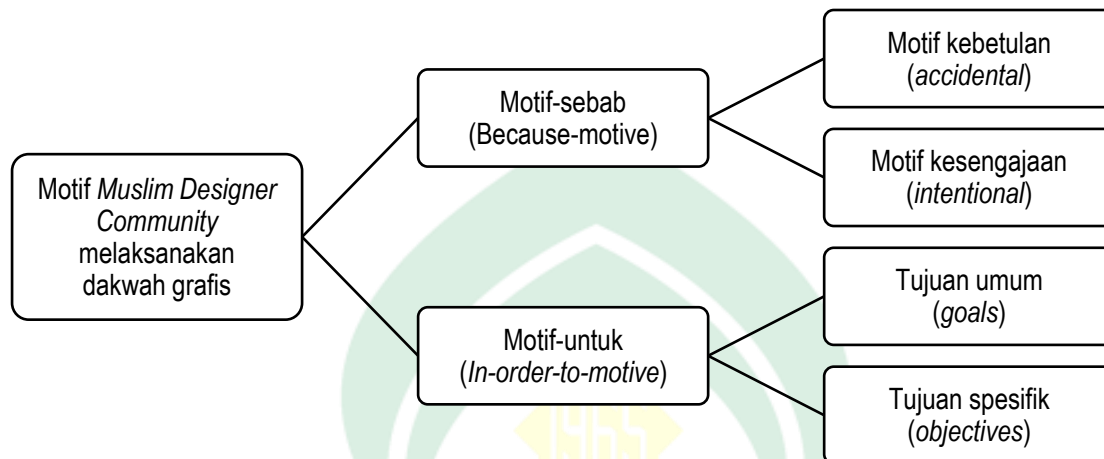 Motif Muslim Designer
Community
melaksanakan
dakwah grafis
Motif-sebab
(Because-motive)
Motif kebetulan
(accidental)
Motif kesengajaan
(intentional)
Motif-untuk
(In-order-to-motive)
Tujuan umum
(goals)
Tujuan spesifik
(objectives)
1965